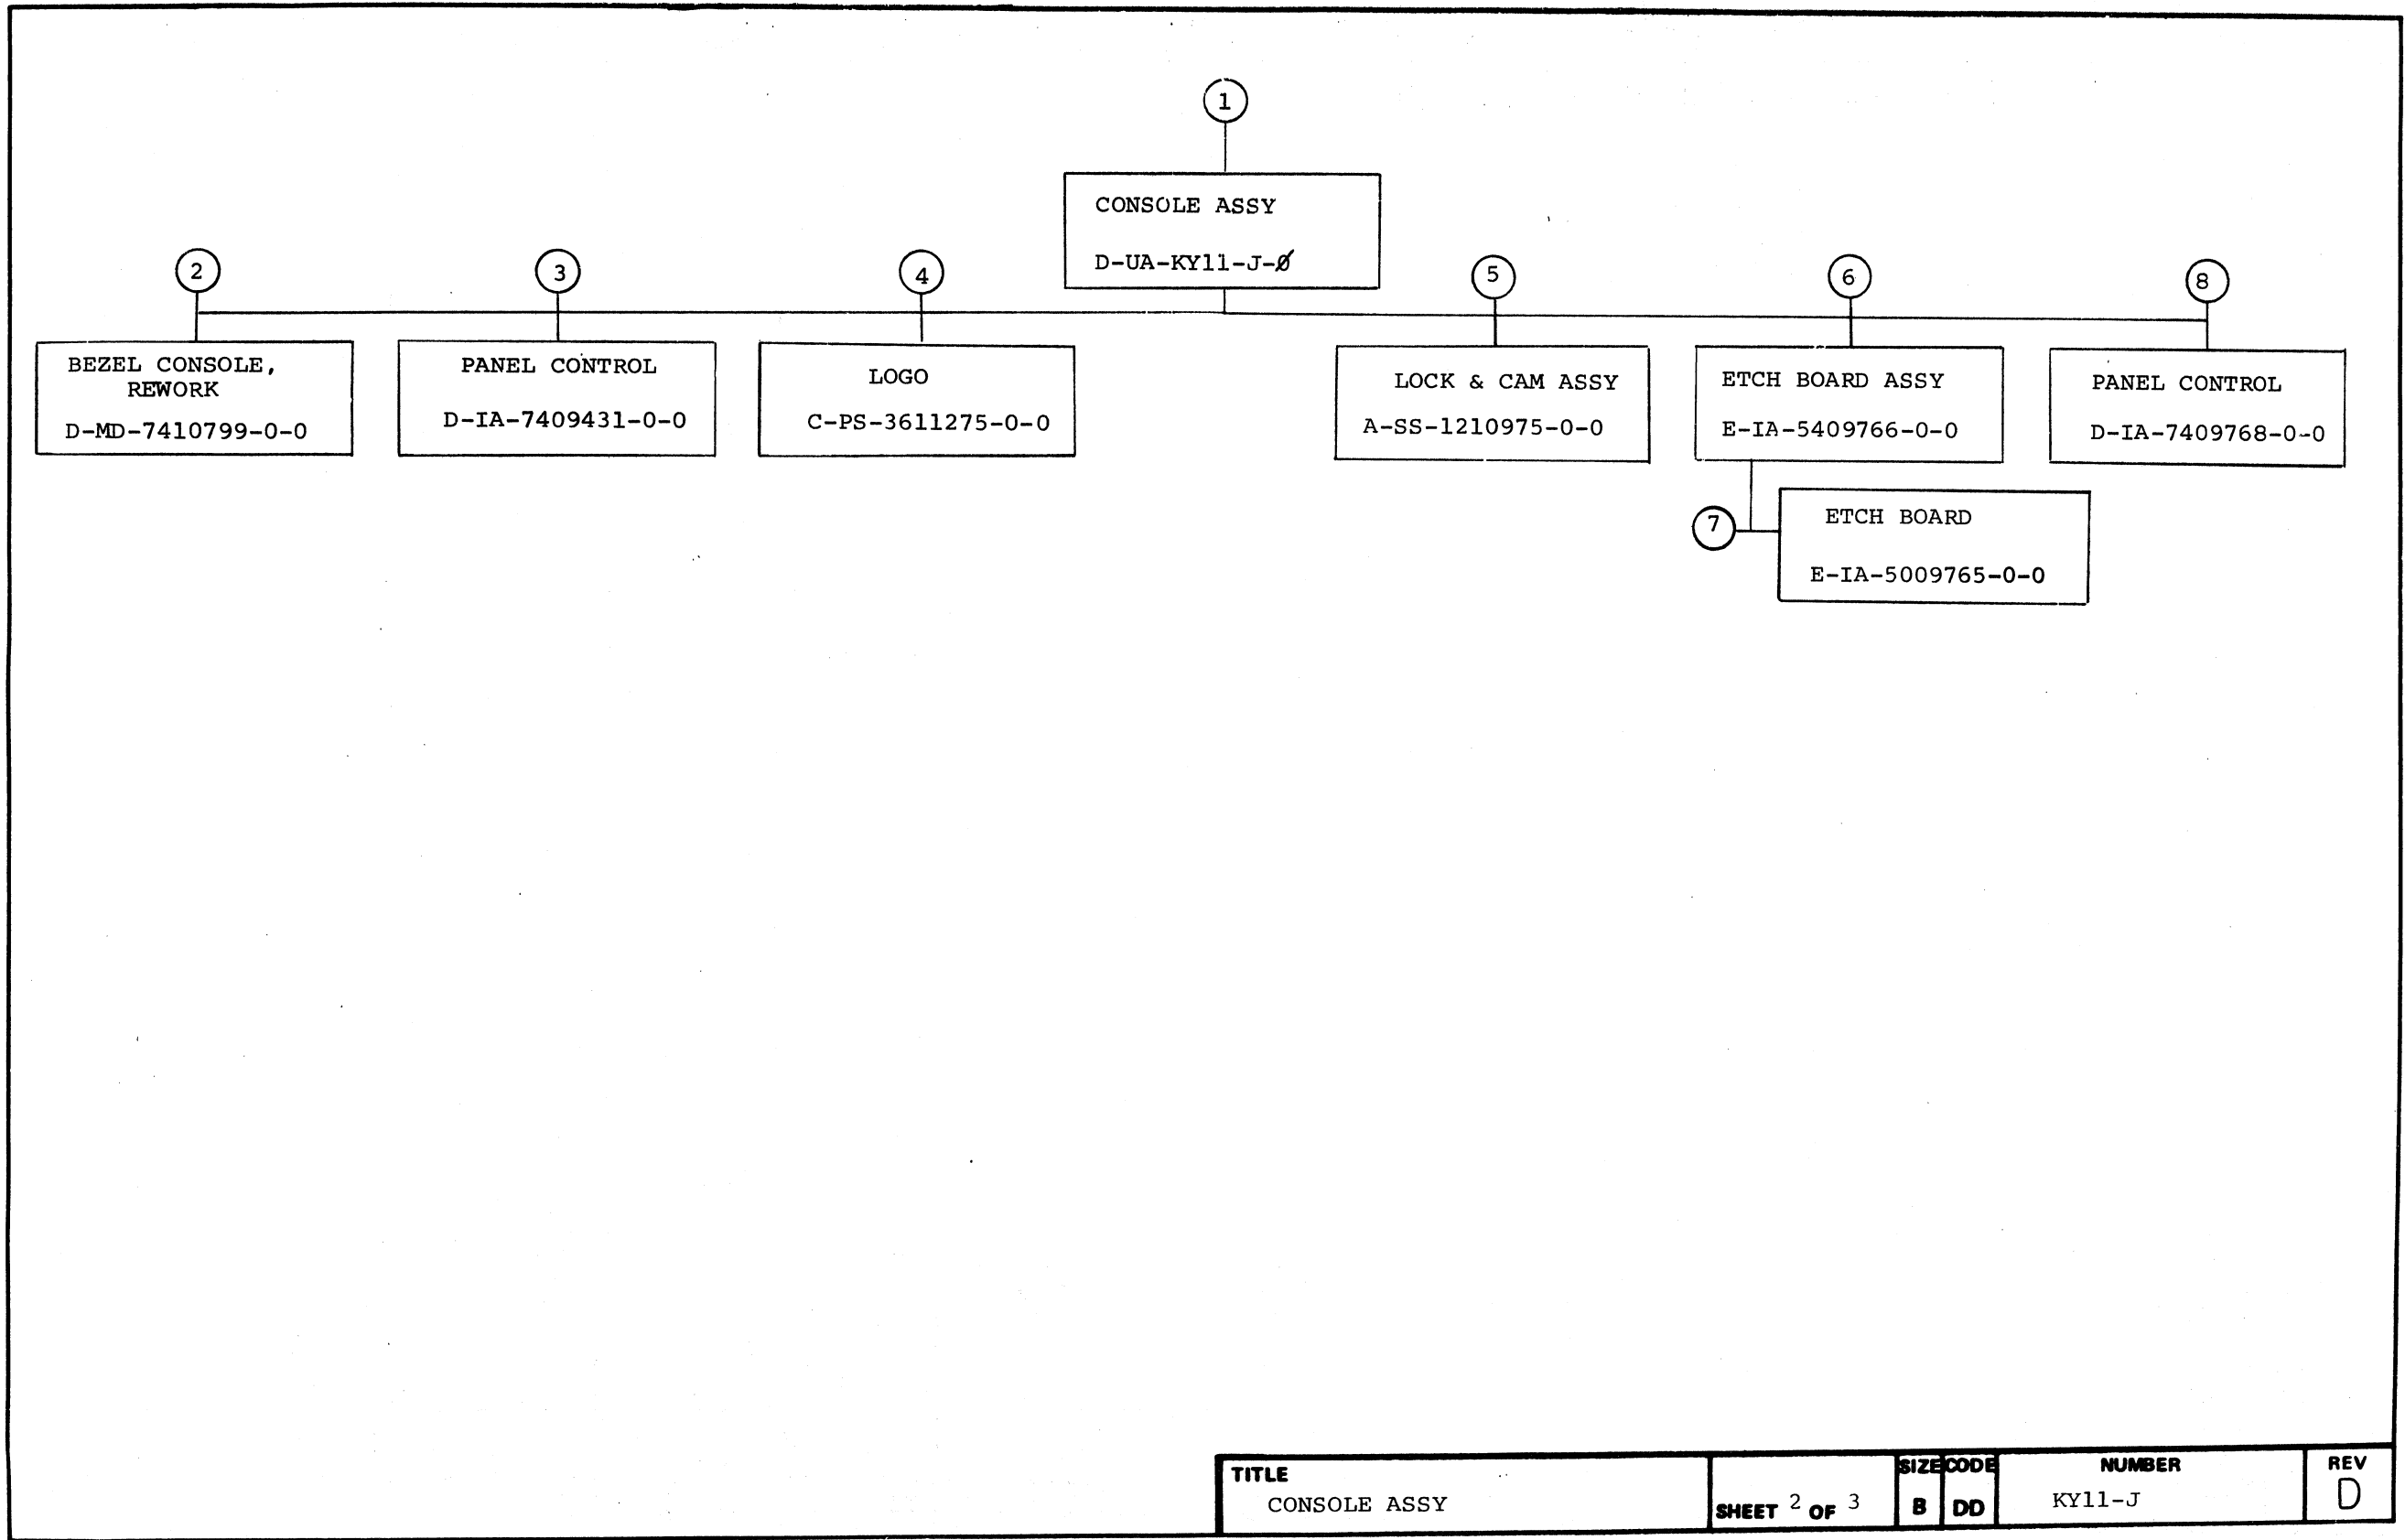 1
CONSOLE ASSY
D-UA-KY11-J-Ø
2
3
4
5
6
8
BEZEL CONSOLE,
REWORK
D-MD-7410799-0-0
PANEL CONTROL
D-IA-7409431-0-0
LOGO
C-PS-3611275-0-0
LOCK & CAM ASSY
A-SS-1210975-0-0
ETCH BOARD ASSY
E-IA-5409766-0-0
PANEL CONTROL
D-IA-7409768-0-0
7
ETCH BOARD
E-IA-5009765-0-0
TITLE
CONSOLE ASSY
SHEET 2 OF 3
SIZE
B
CODE
DD
NUMBER
KY11-J
REV
D